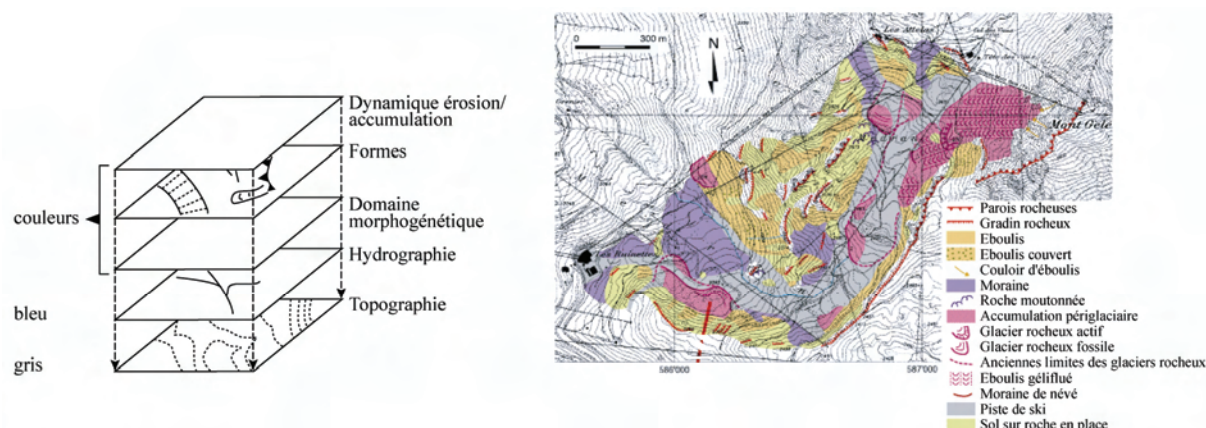 Dynamique érosion/
accumulation
Formes
couleurs
Domaine
morphogénétique
Hydrographie
bleu
Topographie
gris
0 300 m
N
Les Attelas
Mont Gelé
Les Ruinettes
586'000
587'000
Parois rocheuses
Gradin rocheux
Eboulis
Eboulis couvert
Couloir d'éboulis
Moraine
Roche moutonnée
Accumulation périglaciaire
Glacier rocheux actif
Glacier rocheux fossile
Anciennes limites des glaciers rocheux
Eboulis géliflué
Moraine de névé
Piste de ski
Sol sur roche en place